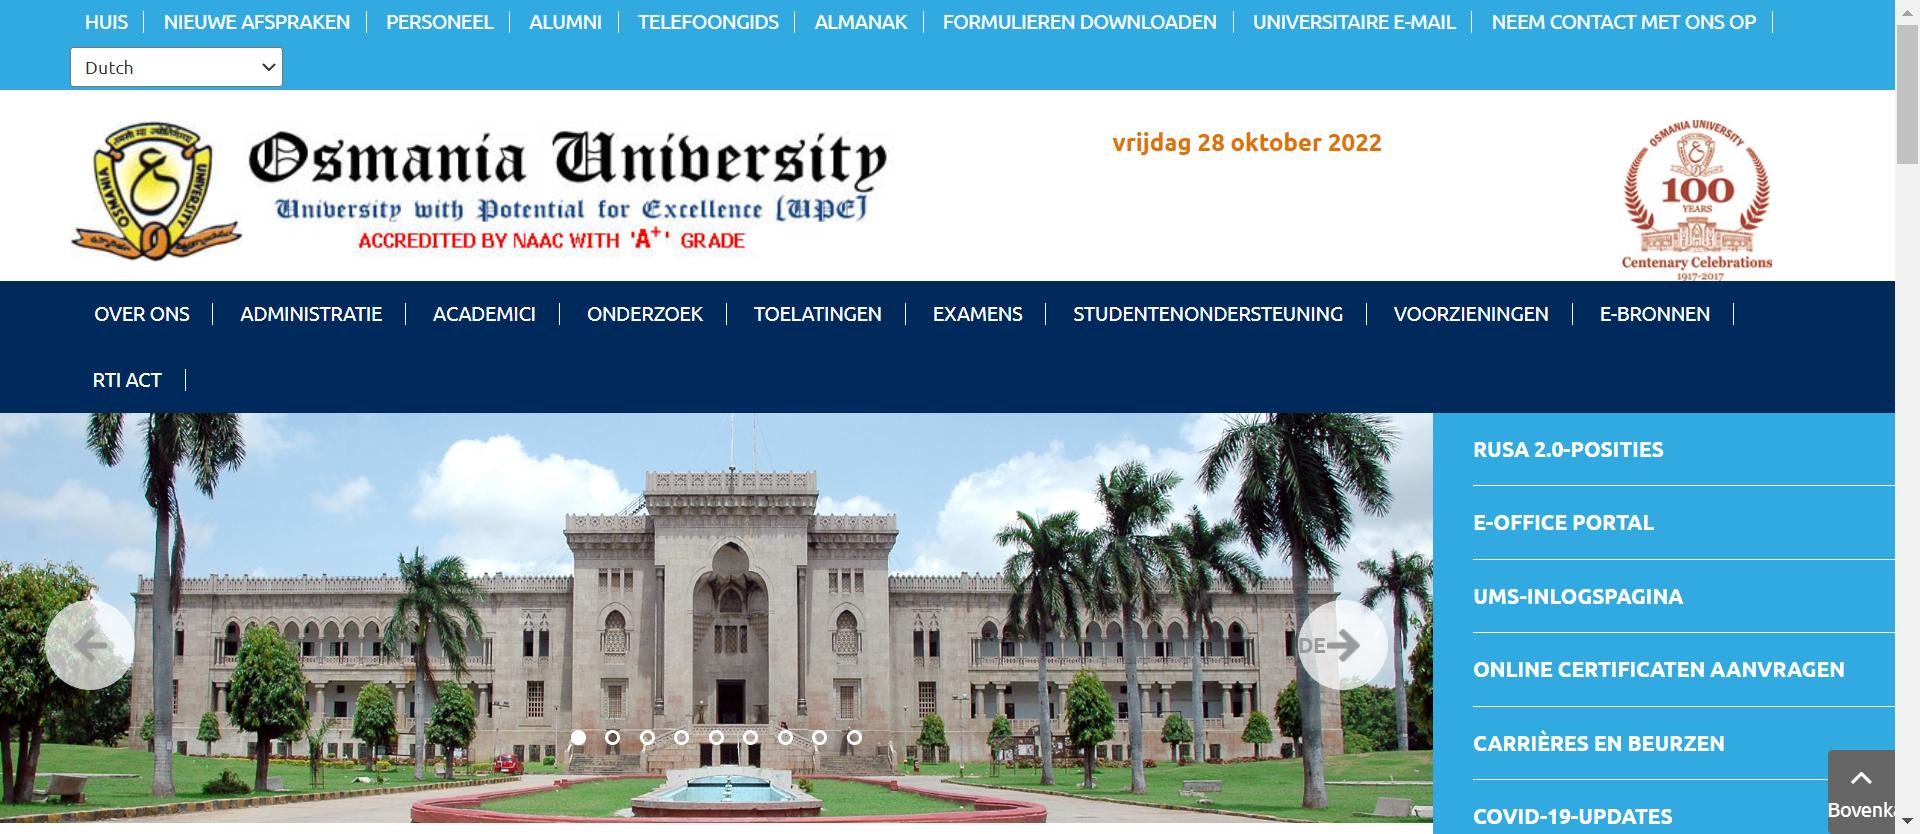 HUIS
NIEUWE AFSPRAKEN
PERSONEEL
ALUMNI
TELEFOONGIDS
ALMANAK
FORMULIEREN DOWNLOADEN
UNIVERSITAIRE E-MAIL
NEEM CONTACT MET ONS OP
Dutch
OSMANIA UNIVERSITY
Osmania University
University with Potential for Excellence [UPE]
ACCREDITED BY NAAC WITH 'A+' GRADE
vrijdag 28 oktober 2022
OSMANIA UNIVERSITY
100
YEARS
Centenary Celebrations
1917-2017
OVER ONS
ADMINISTRATIE
ACADEMICI
ONDERZOEK
TOELATINGEN
EXAMENS
STUDENTENONDERSTEUNING
VOORZIENINGEN
E-BRONNEN
RTI ACT
DE
RUSA 2.0-POSITIES
E-OFFICE PORTAL
UMS-INLOGSPAGINA
ONLINE CERTIFICATEN AANVRAGEN
CARRIÈRES EN BEURZEN
COVID-19-UPDATES
Bovenka